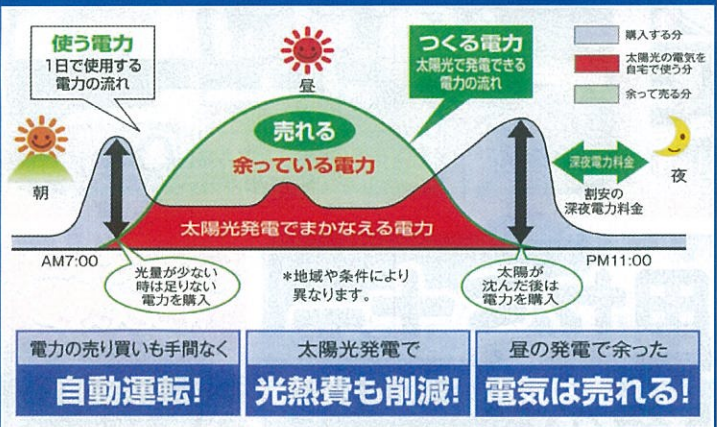 使う電力
1日で使用する
電力の流れ
昼
つくる電力
太陽光で発電できる
電力の流れ
購入する分
太陽光の電気を
自宅で使う分
余って売る分
売れる
余っている電力
朝
深夜電力料金
夜
割安の
深夜電力料金
太陽光発電でまかなえる電力
AM7:00
PM11:00
光量が少ない
時は足りない
電力を購入
*地域や条件により
異なります。
太陽が
沈んだ後は
電力を購入
電力の売り買いも手間なく
自動運転!
太陽光発電で
光熱費も削減!
昼の発電で余った
電気は売れる!